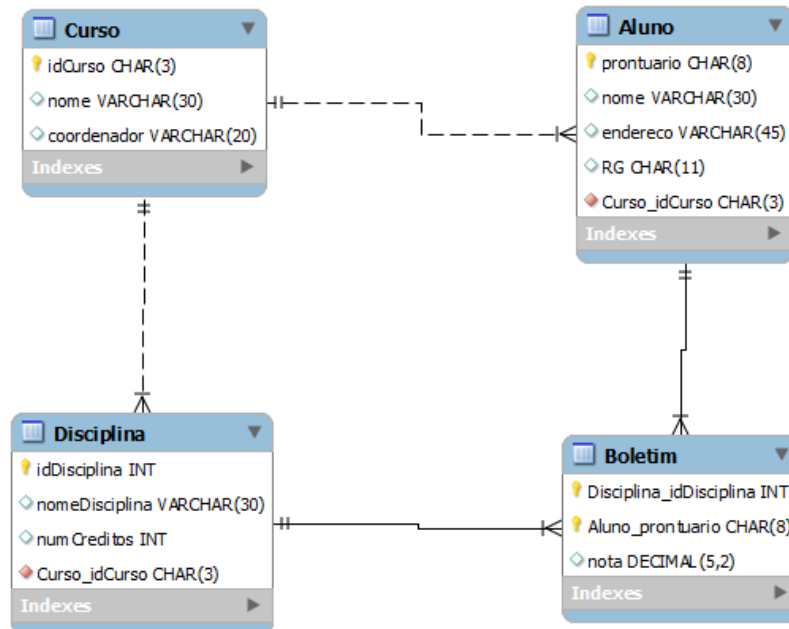 Curso
idCurso CHAR(3)
nome VARCHAR(30)
coordenador VARCHAR(20)
Indexes
Aluno
prontuario CHAR(8)
nome VARCHAR(30)
endereco VARCHAR(45)
RG CHAR(11)
Curso_idCurso CHAR(3)
Indexes
Disciplina
idDisciplina INT
nomeDisciplina VARCHAR(30)
numCreditos INT
Curso_idCurso CHAR(3)
Indexes
Boletim
Disciplina_idDisciplina INT
Aluno_prontuario CHAR(8)
nota DECIMAL(5,2)
Indexes